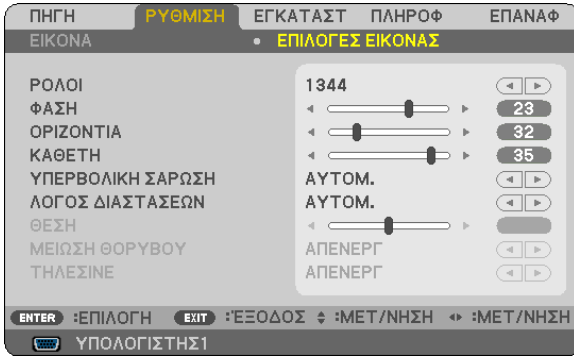 ΠΗΓΗ ΡΥΘΜΙΣΗ ΕΓΚΑΤΑΣΤ ΠΛΗΡΟΦ ΕΠΑΝΑΦ
ΕΙΚΟΝΑ • ΕΠΙΛΟΓΕΣ ΕΙΚΟΝΑΣ
ΡΟΛΟΙ 1344
ΦΑΣΗ 23
ΟΡΙΖΟΝΤΙΑ 32
ΚΑΘΕΤΗ 35
ΥΠΕΡΒΟΛΙΚΗ ΣΑΡΩΣΗ ΑΥΤΟΜ.
ΛΟΓΟΣ ΔΙΑΣΤΑΣΕΩΝ ΑΥΤΟΜ.
ΘΕΣΗ
ΜΕΙΩΣΗ ΘΟΡΥΒΟΥ ΑΠΕΝΕΡΓ
ΤΗΛΕΣΙΝΕ ΑΠΕΝΕΡΓ
ENTER :ΕΠΙΛΟΓΗ EXIT :ΈΞΟΔΟΣ :ΜΕΤ/ΝΗΣΗ :ΜΕΤ/ΝΗΣΗ
ΥΠΟΛΟΓΙΣΤΗΣ1